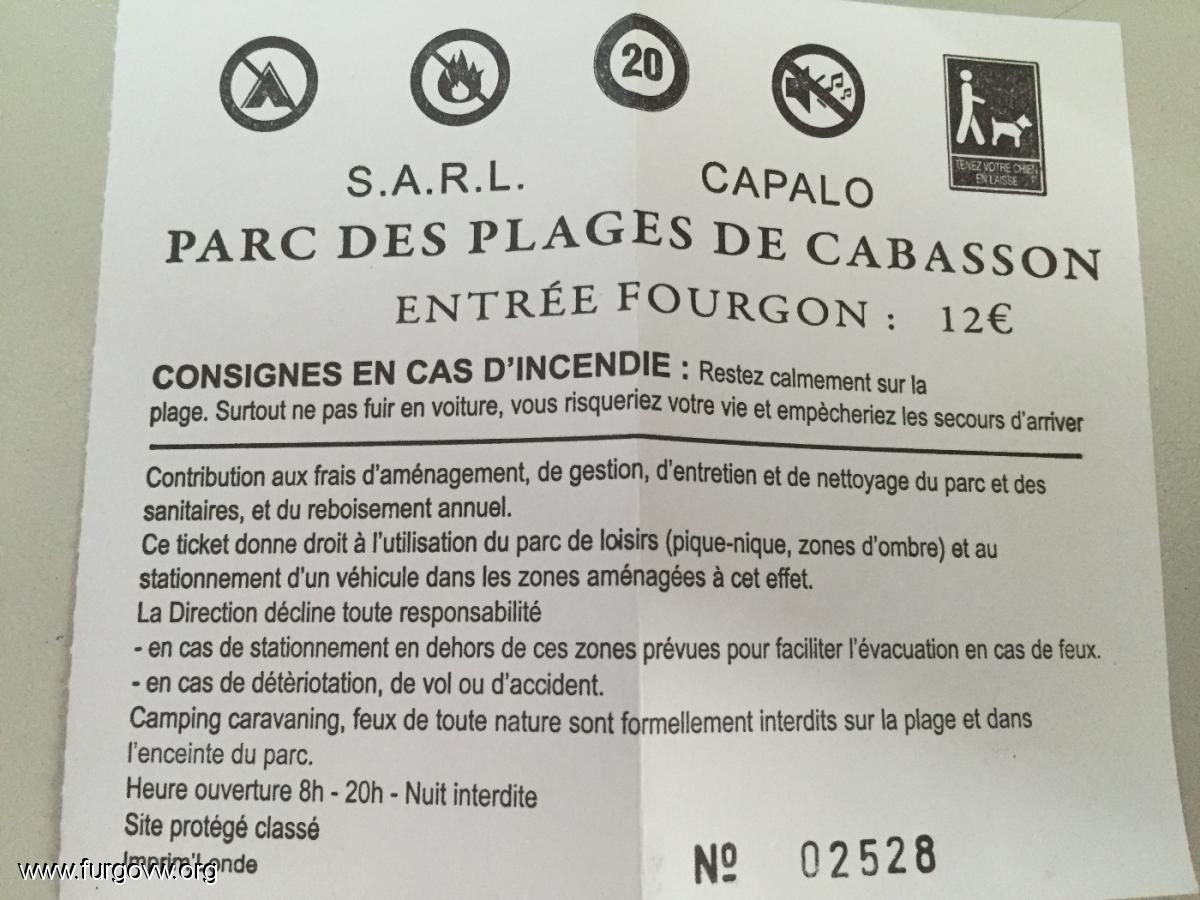 20
TENEZ VOTRE CHIEN
EN LAISSE
S.A.R.L. CAPALO
PARC DES PLAGES DE CABASSON
ENTRÉE FOURGON : 12€
CONSIGNES EN CAS D'INCENDIE : Restez calmement sur la
plage. Surtout ne pas fuir en voiture, vous risqueriez votre vie et empècheriez les secours d'arriver
Contribution aux frais d'aménagement, de gestion, d'entretien et de nettoyage du parc et des
sanitaires, et du reboisement annuel.
Ce ticket donne droit à l'utilisation du parc de loisirs (pique-nique, zones d'ombre) et au
stationnement d'un véhicule dans les zones aménagées à cet effet.
La Direction décline toute responsabilité
- en cas de stationnement en dehors de ces zones prévues pour faciliter l'évacuation en cas de feux.
- en cas de détèriotation, de vol ou d'accident.
Camping caravaning, feux de toute nature sont formellement interdits sur la plage et dans
l'enceinte du parc.
Heure ouverture 8h - 20h - Nuit interdite
Site protégé classé
Imprim'Londe
Nº 02528
www.furgovw.org